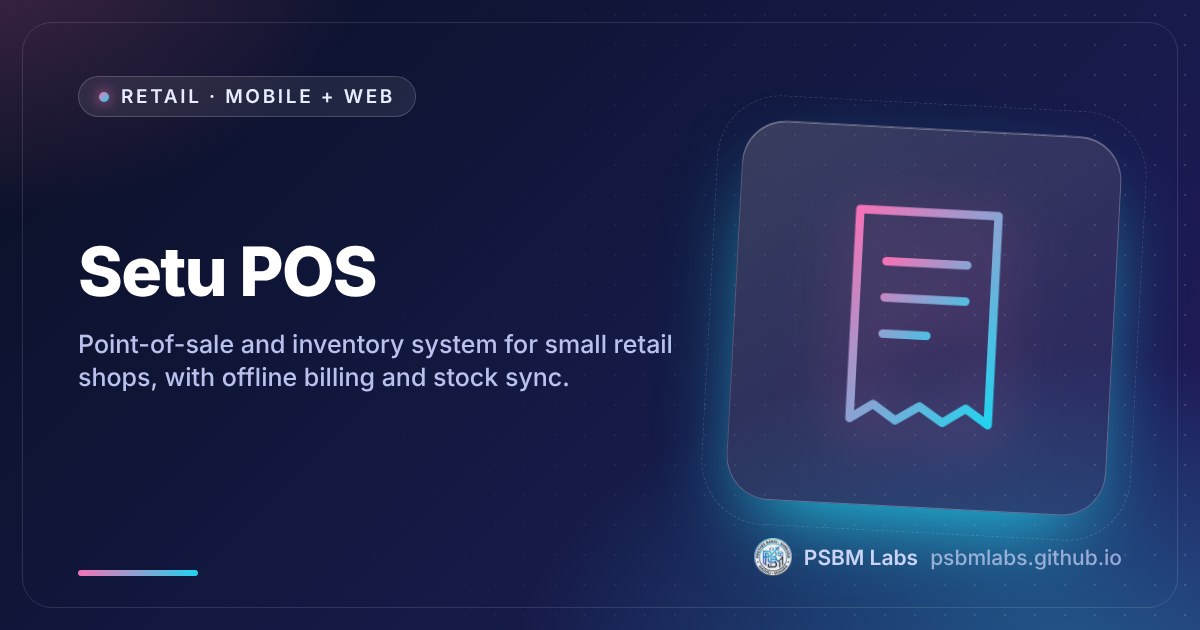 RETAIL · MOBILE + WEB
Setu POS
Point-of-sale and inventory system for small retail
shops, with offline billing and stock sync.
PSBM Labs psbmlabs.github.io